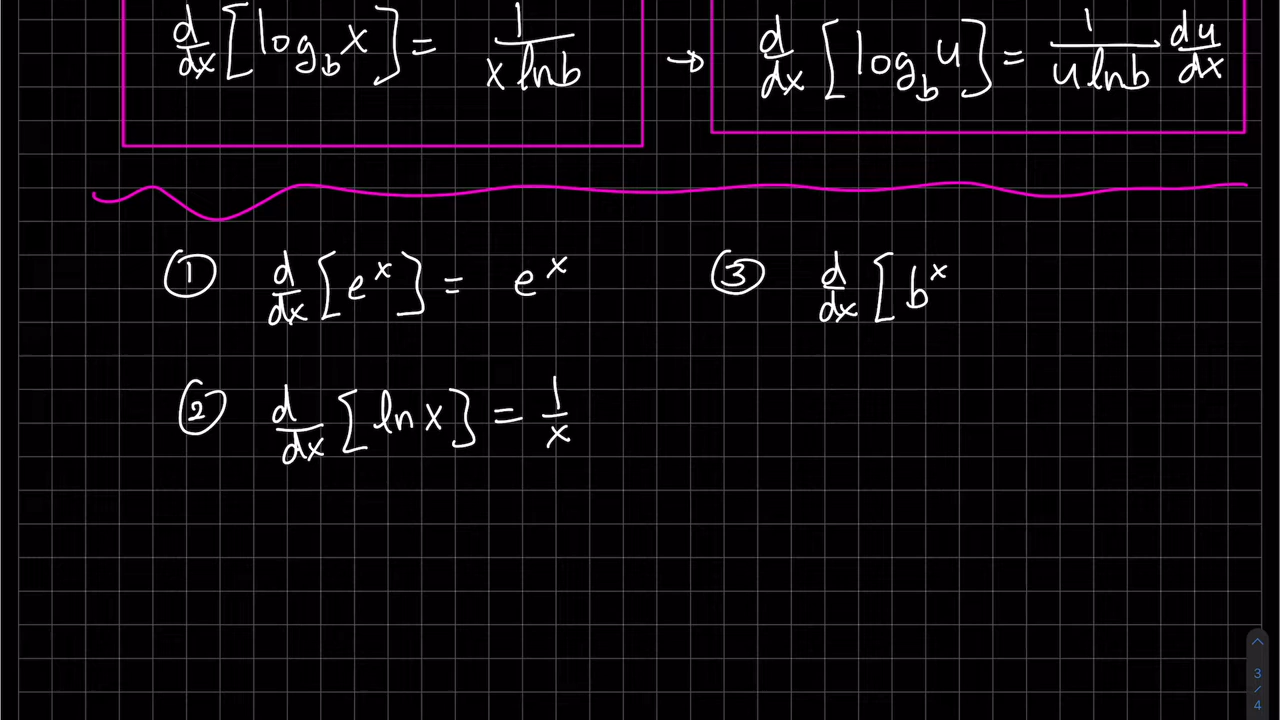 d/dx [log_b x] = 1/(x ln b) → d/dx [log_b u] = 1/(u ln b) · du/dx
① d/dx [e^x] = e^x
③ d/dx [b^x
② d/dx [ln x] = 1/x
3/4